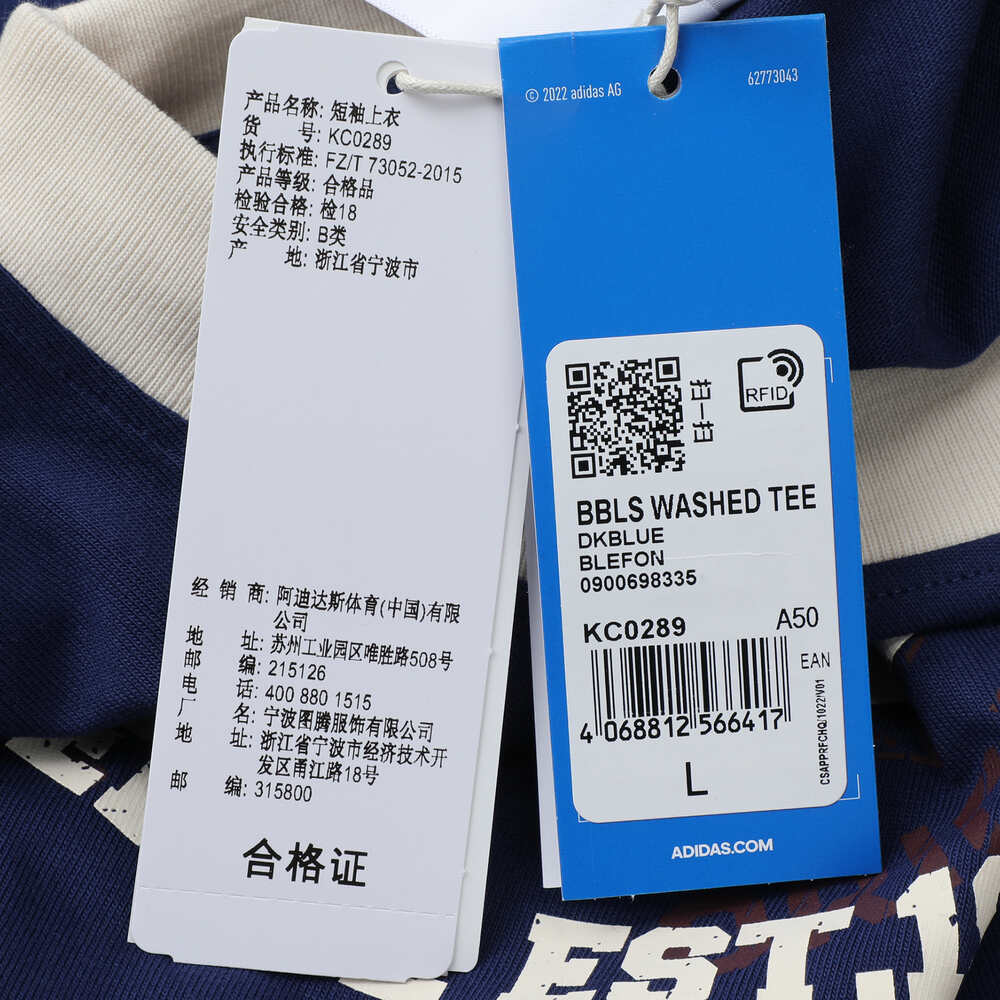 产品名称: 短袖上衣
货 号: KC0289
执行标准: FZ/T 73052-2015
产品等级: 合格品
检验合格: 检18
安全类别: B类
产 地: 浙江省宁波市
经 销 商: 阿迪达斯体育(中国)有限
公司
地 址: 苏州工业园区唯胜路508号
邮 编: 215126
电 话: 400 880 1515
厂 名: 宁波图腾服饰有限公司
地 址: 浙江省宁波市经济技术开
发区甬江路18号
邮 编: 315800
合格证
© 2022 adidas AG
62773043
扫一扫
RFID
BBLS WASHED TEE
DKBLUE
BLEFON
0900698335
KC0289 A50
EAN
4 068812 566417
CSAPPRFCHQ/1022/V01
L
ADIDAS.COM
EST.1